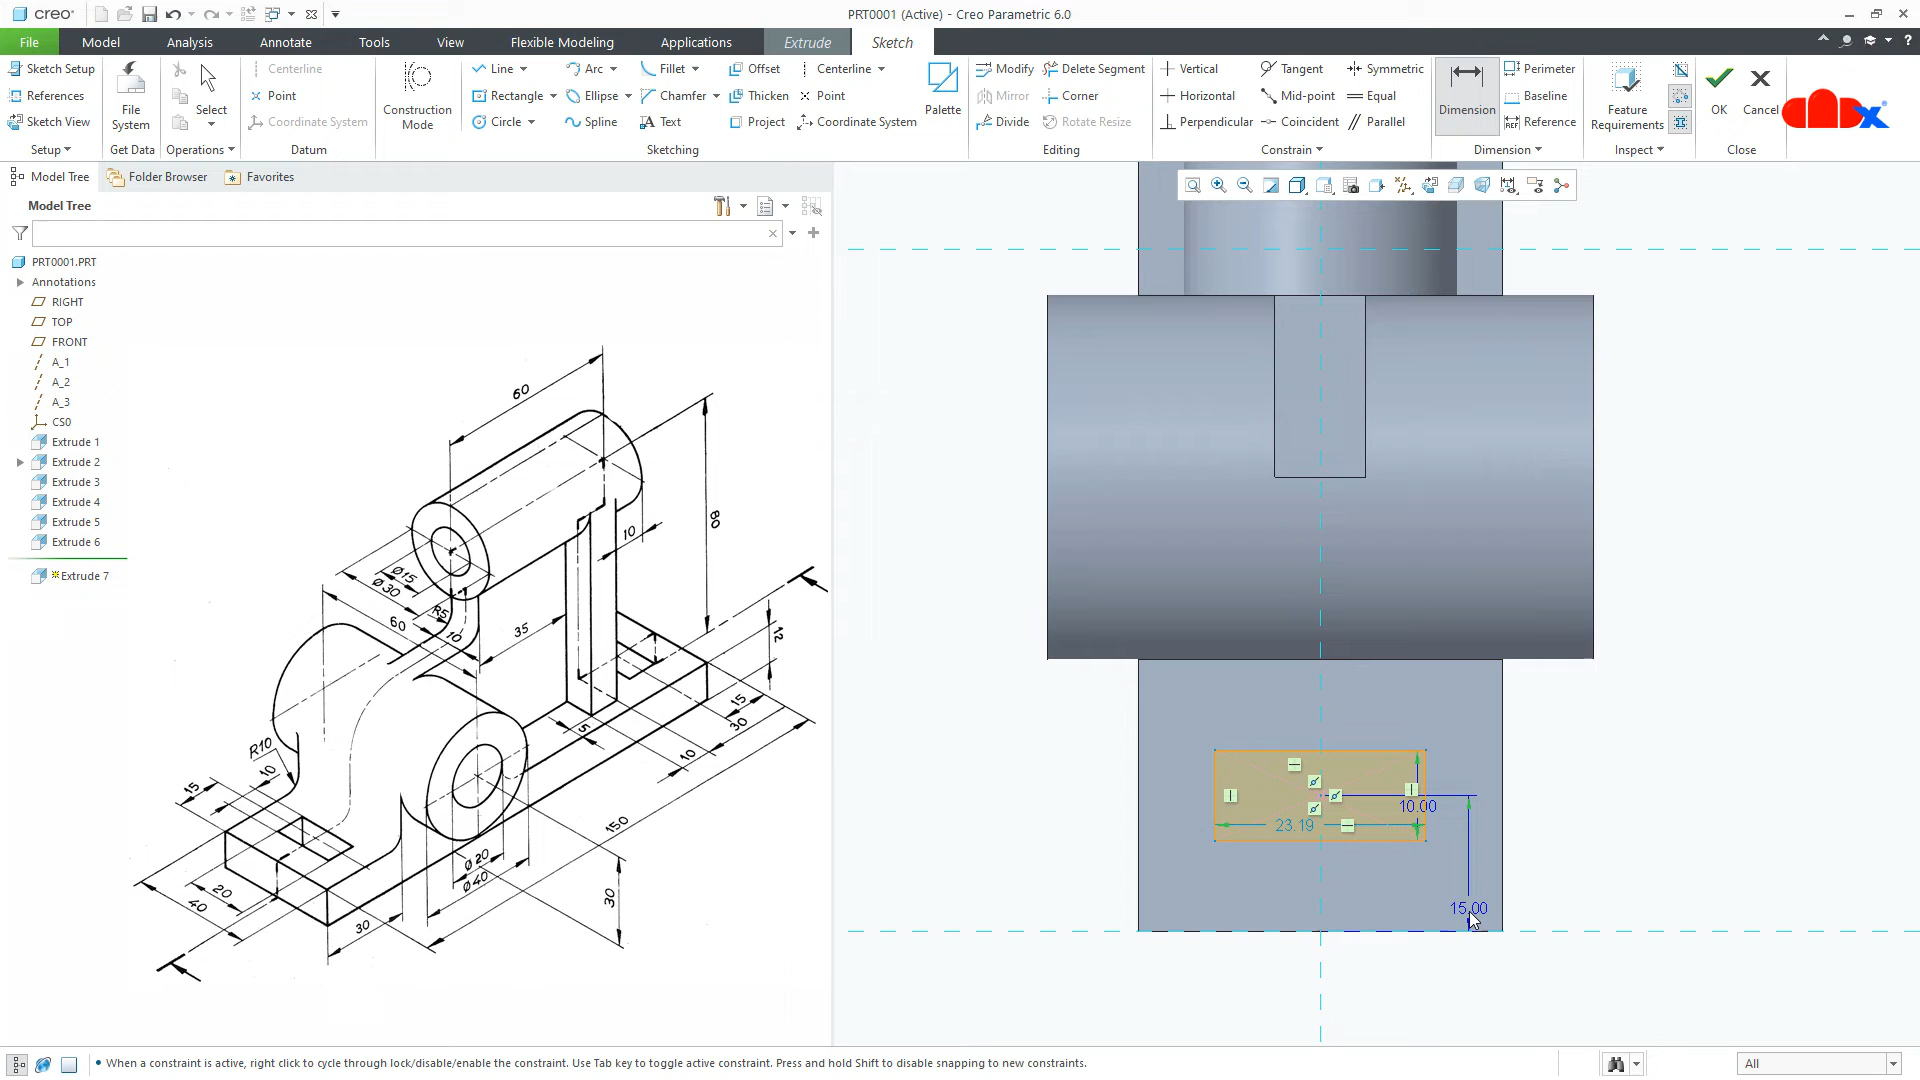 creo
PRT0001 (Active) - Creo Parametric 6.0
File
Model
Analysis
Annotate
Tools
View
Flexible Modeling
Applications
Extrude
Sketch
Sketch Setup
References
Sketch View
Setup
File System
Get Data
Select
Operations
Centerline
Point
Coordinate System
Datum
Construction Mode
Line
Rectangle
Circle
Arc
Ellipse
Spline
Fillet
Chamfer
Text
Offset
Thicken
Project
Centerline
Point
Coordinate System
Palette
Sketching
Modify
Mirror
Divide
Delete Segment
Corner
Rotate Resize
Editing
Vertical
Horizontal
Perpendicular
Tangent
Mid-point
Coincident
Symmetric
Equal
Parallel
Constrain
Dimension
Perimeter
Baseline
Reference
Dimension
Feature Requirements
Inspect
OK
Cancel
Close
Model Tree
Folder Browser
Favorites
Model Tree
PRT0001.PRT
Annotations
RIGHT
TOP
FRONT
A_1
A_2
A_3
CS0
Extrude 1
Extrude 2
Extrude 3
Extrude 4
Extrude 5
Extrude 6
Extrude 7
60
80
10
Ø15
Ø30
R5
60
10
35
12
15
30
5
10
150
R10
10
15
20
40
30
Ø20
Ø40
30
10.00
23.19
15.00
When a constraint is active, right click to cycle through lock/disable/enable the constraint. Use Tab key to toggle active constraint. Press and hold Shift to disable snapping to new constraints.
All